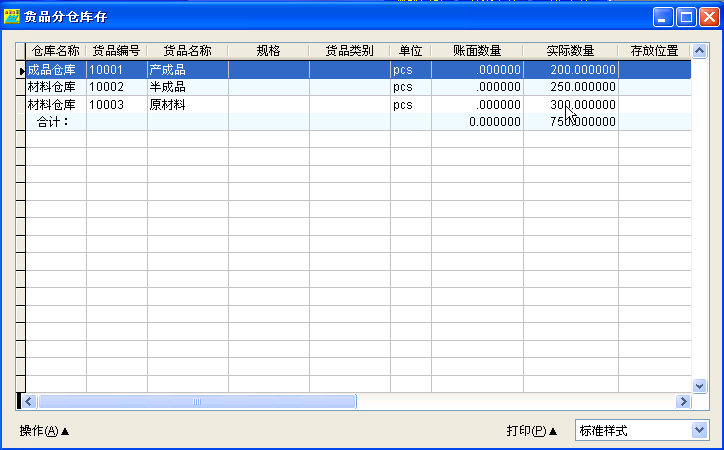 货品分仓库存
仓库名称 货品编号 货品名称 规格 货品类别 单位 账面数量 实际数量 存放位置
成品仓库 10001 产成品 pcs .000000 200.000000
材料仓库 10002 半成品 pcs .000000 250.000000
材料仓库 10003 原材料 pcs .000000 300.000000
合计： 0.000000 750.000000
操作(A)▲ 打印(P)▲ 标准样式